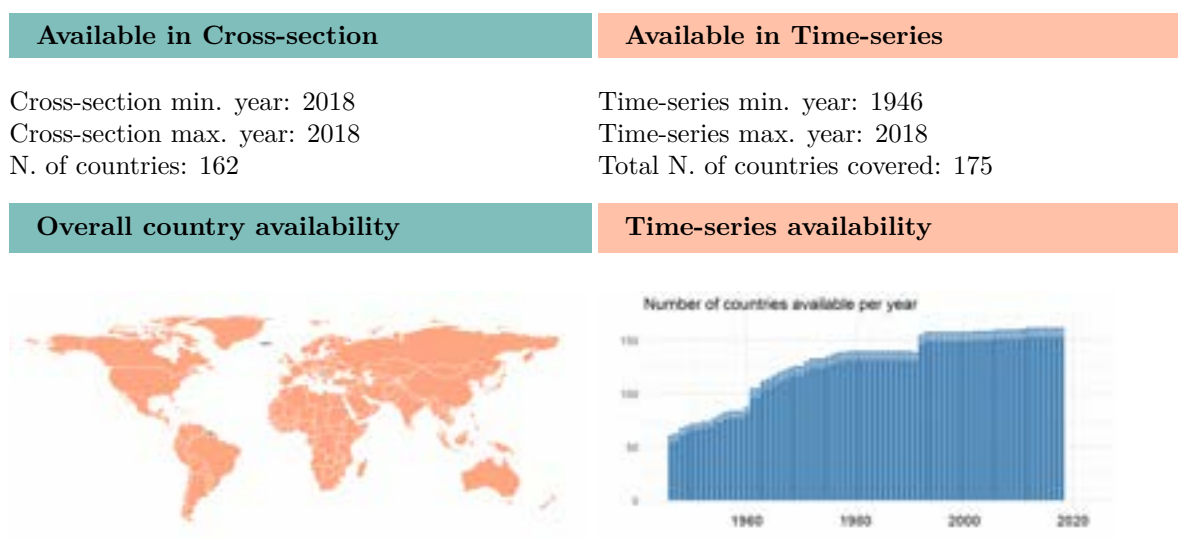 Available in Cross-section
Available in Time-series
Cross-section min. year: 2018
Cross-section max. year: 2018
N. of countries: 162
Time-series min. year: 1946
Time-series max. year: 2018
Total N. of countries covered: 175
Overall country availability
Time-series availability
Number of countries available per year
150
100
50
0
1960
1980
2000
2020